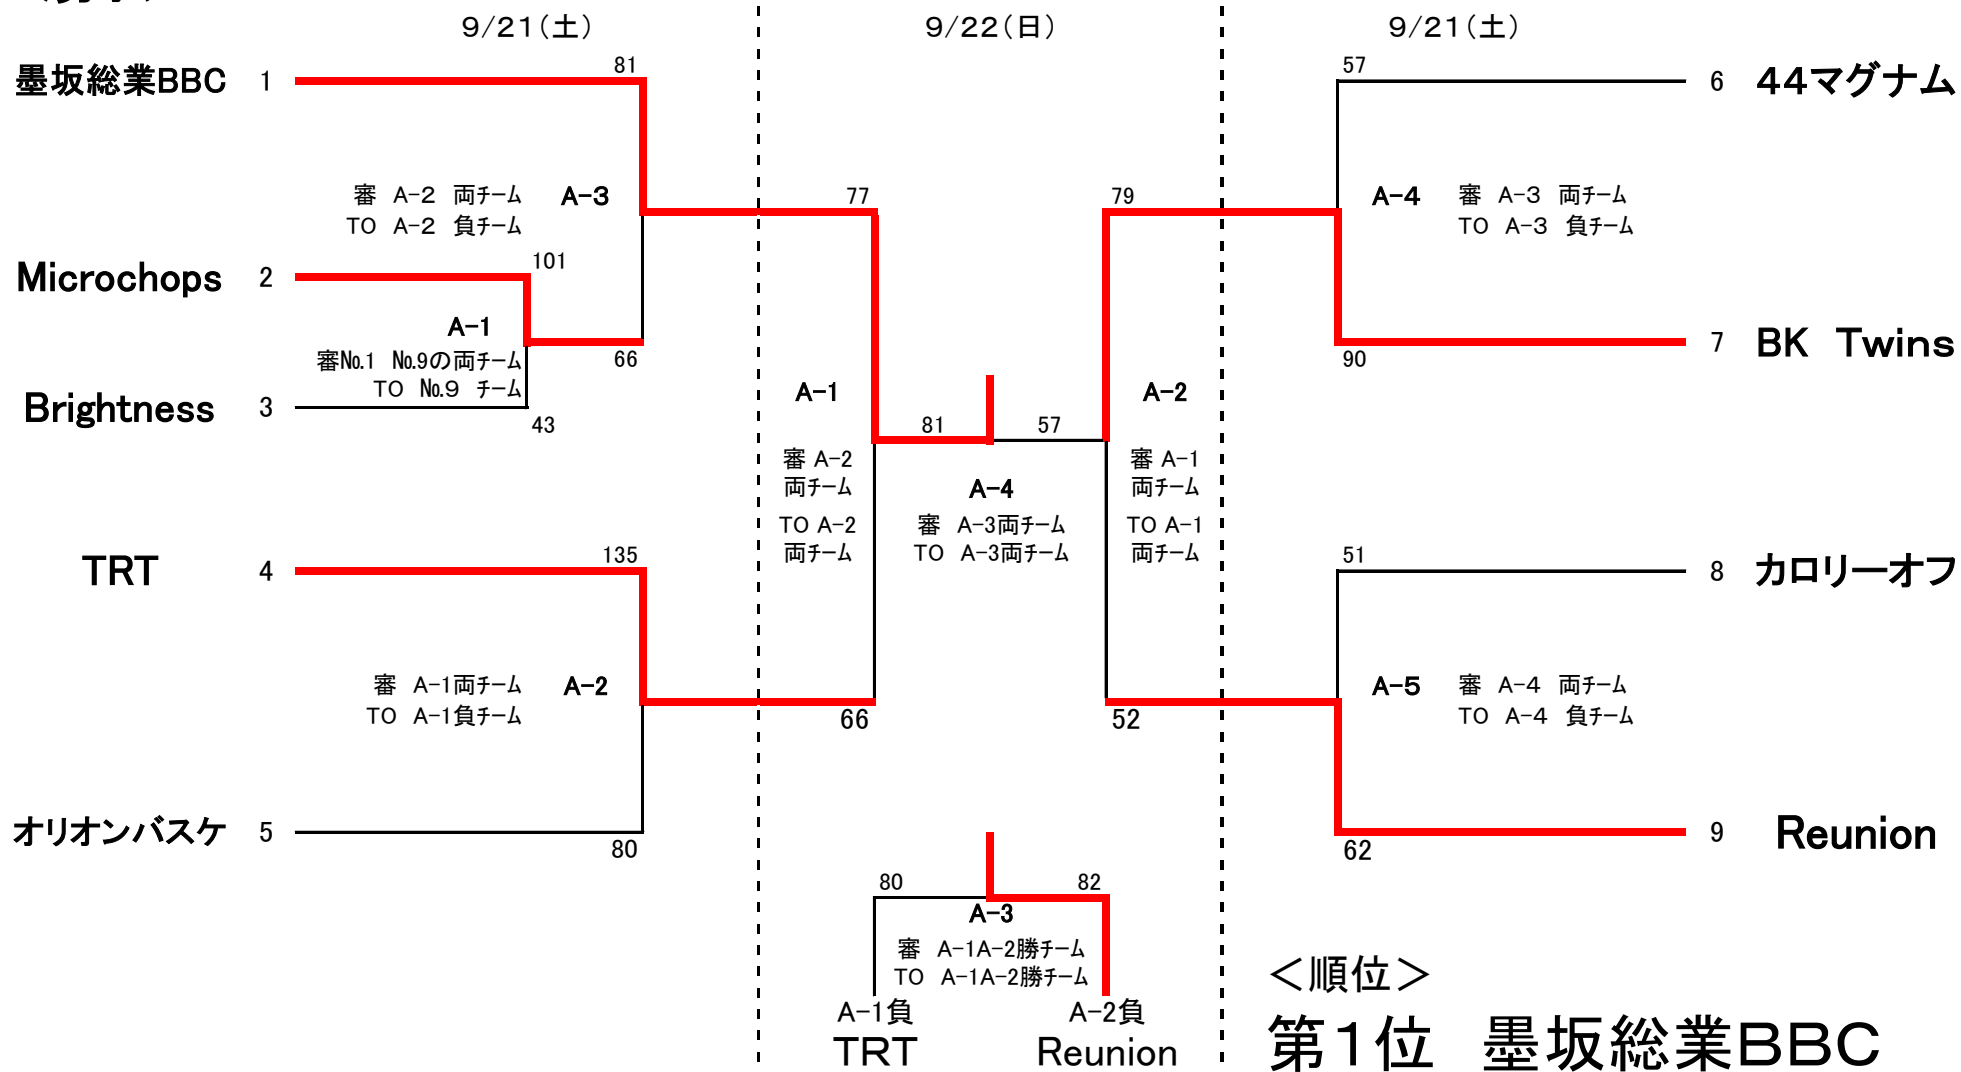 9/21(土)
9/22(日)
9/21(土)
墨坂総業BBC 1
81
57
6 44マグナム
審 A-2 両チーム
TO A-2 負チーム
A-3
77
79
A-4
審 A-3 両チーム
TO A-3 負チーム
Microchops 2
101
A-1
審№1 №9の両チーム
TO №9 チーム
66
Brightness 3
43
90
7 BK Twins
A-1
審 A-2
両チーム
TO A-2
両チーム
81
57
A-4
審 A-3両チーム
TO A-3両チーム
A-2
審 A-1
両チーム
TO A-1
両チーム
TRT 4
135
51
8 カロリーオフ
審 A-1両チーム
TO A-1負チーム
A-2
66
52
A-5
審 A-4 両チーム
TO A-4 負チーム
オリオンバスケ 5
80
62
9 Reunion
80
82
A-3
審 A-1A-2勝チーム
TO A-1A-2勝チーム
A-1負
A-2負
TRT
Reunion
＜順位＞
第1位 墨坂総業BBC